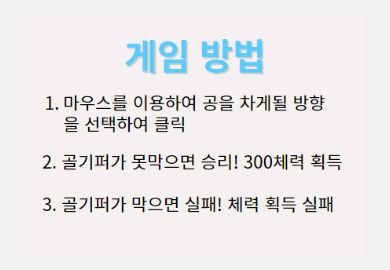 게임 방법
1. 마우스를 이용하여 공을 차게될 방향
을 선택하여 클릭
2. 골기퍼가 못막으면 승리! 300체력 획득
3. 골기퍼가 막으면 실패! 체력 획득 실패